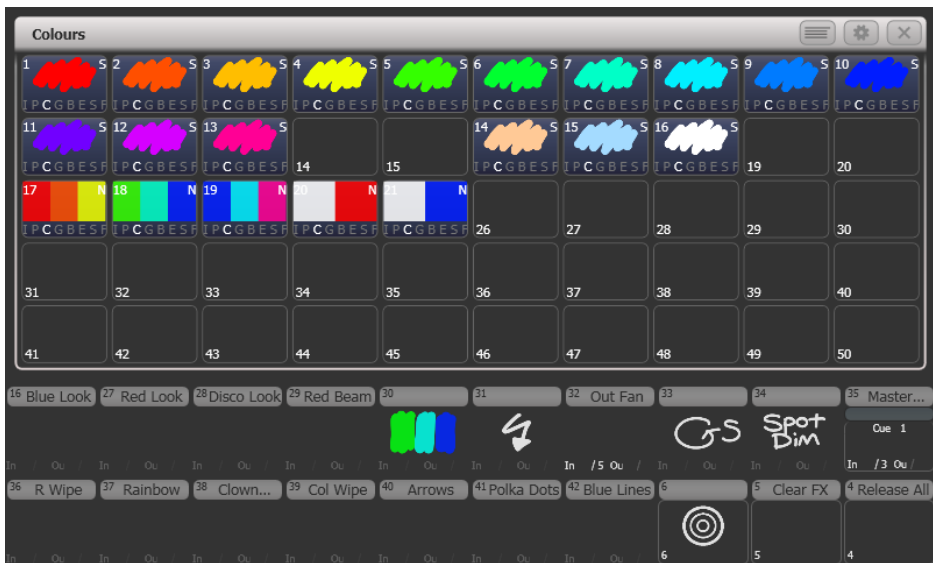 Colours
1 S 2 S 3 S 4 S 5 S 6 S 7 S 8 S 9 S 10 S
IPCGBESF IPCGBESF IPCGBESF IPCGBESF IPCGBESF IPCGBESF IPCGBESF IPCGBESF IPCGBESF IPCGBESF
11 S 12 S 13 S 14 S 15 S 16 S
IPCGBESF IPCGBESF IPCGBESF 14 15 IPCGBESF IPCGBESF IPCGBESF 19 20
17 N 18 N 19 N 20 N 21 N
IPCGBESF IPCGBESF IPCGBESF IPCGBESF IPCGBESF 26 27 28 29 30
31 32 33 34 35 36 37 38 39 40
41 42 43 44 45 46 47 48 49 50
16 Blue Look 27 Red Look 28 Disco Look 29 Red Beam 30 31 32 Out Fan 33 34 35 Master...
GS Spot Cue 1
Dim
In / Ou / In / Ou / In / Ou / In / Ou / In / Ou / In / Ou / In /5 Ou / In / Ou / In / Ou / In /3 Ou /
36 R Wipe 37 Rainbow 38 Clown... 39 Col Wipe 40 Arrows 41 Polka Dots 42 Blue Lines 6 5 Clear FX 4 Release All
In / Ou / In / Ou / In / Ou / In / Ou / In / Ou / In / Ou / In / Ou / 6 5 4